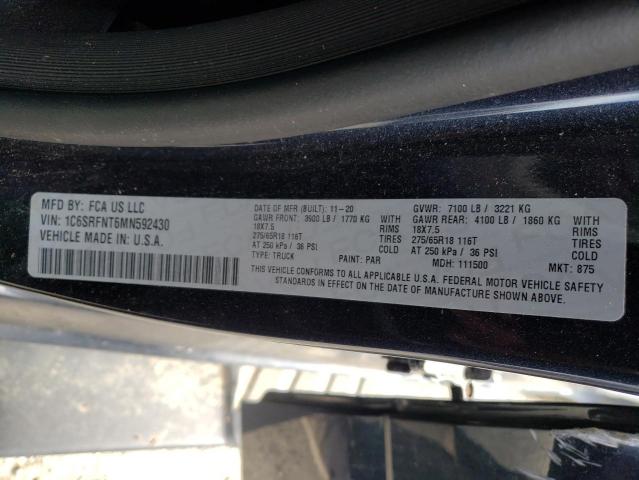 MFD BY: FCA US LLC
VIN: 1C6SRFNT5MN592430
VEHICLE MADE IN: U.S.A.
DATE OF MFR (BUILT): 11-20
GAWR FRONT: 3900 LB / 1770 KG WITH
18X7.5 RIMS
275/65R18 116T TIRES
AT 250 kPa / 36 PSI COLD
TYPE: TRUCK PAINT: PAR
GVWR: 7100 LB / 3221 KG
GAWR REAR: 4100 LB / 1860 KG WITH
18X7.5 RIMS
275/65R18 116T TIRES
AT 250 kPa / 36 PSI COLD
MDH: 111500 MKT: 875
THIS VEHICLE CONFORMS TO ALL APPLICABLE U.S.A. FEDERAL MOTOR VEHICLE SAFETY
STANDARDS IN EFFECT ON THE DATE OF MANUFACTURE SHOWN ABOVE.